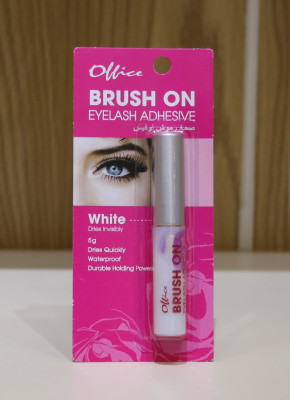 Office
BRUSH ON
EYELASH ADHESIVE
White
Dries Invisibly
5g
Dries Quickly
Waterproof
Durable Holding Power
Office
BRUSH ON